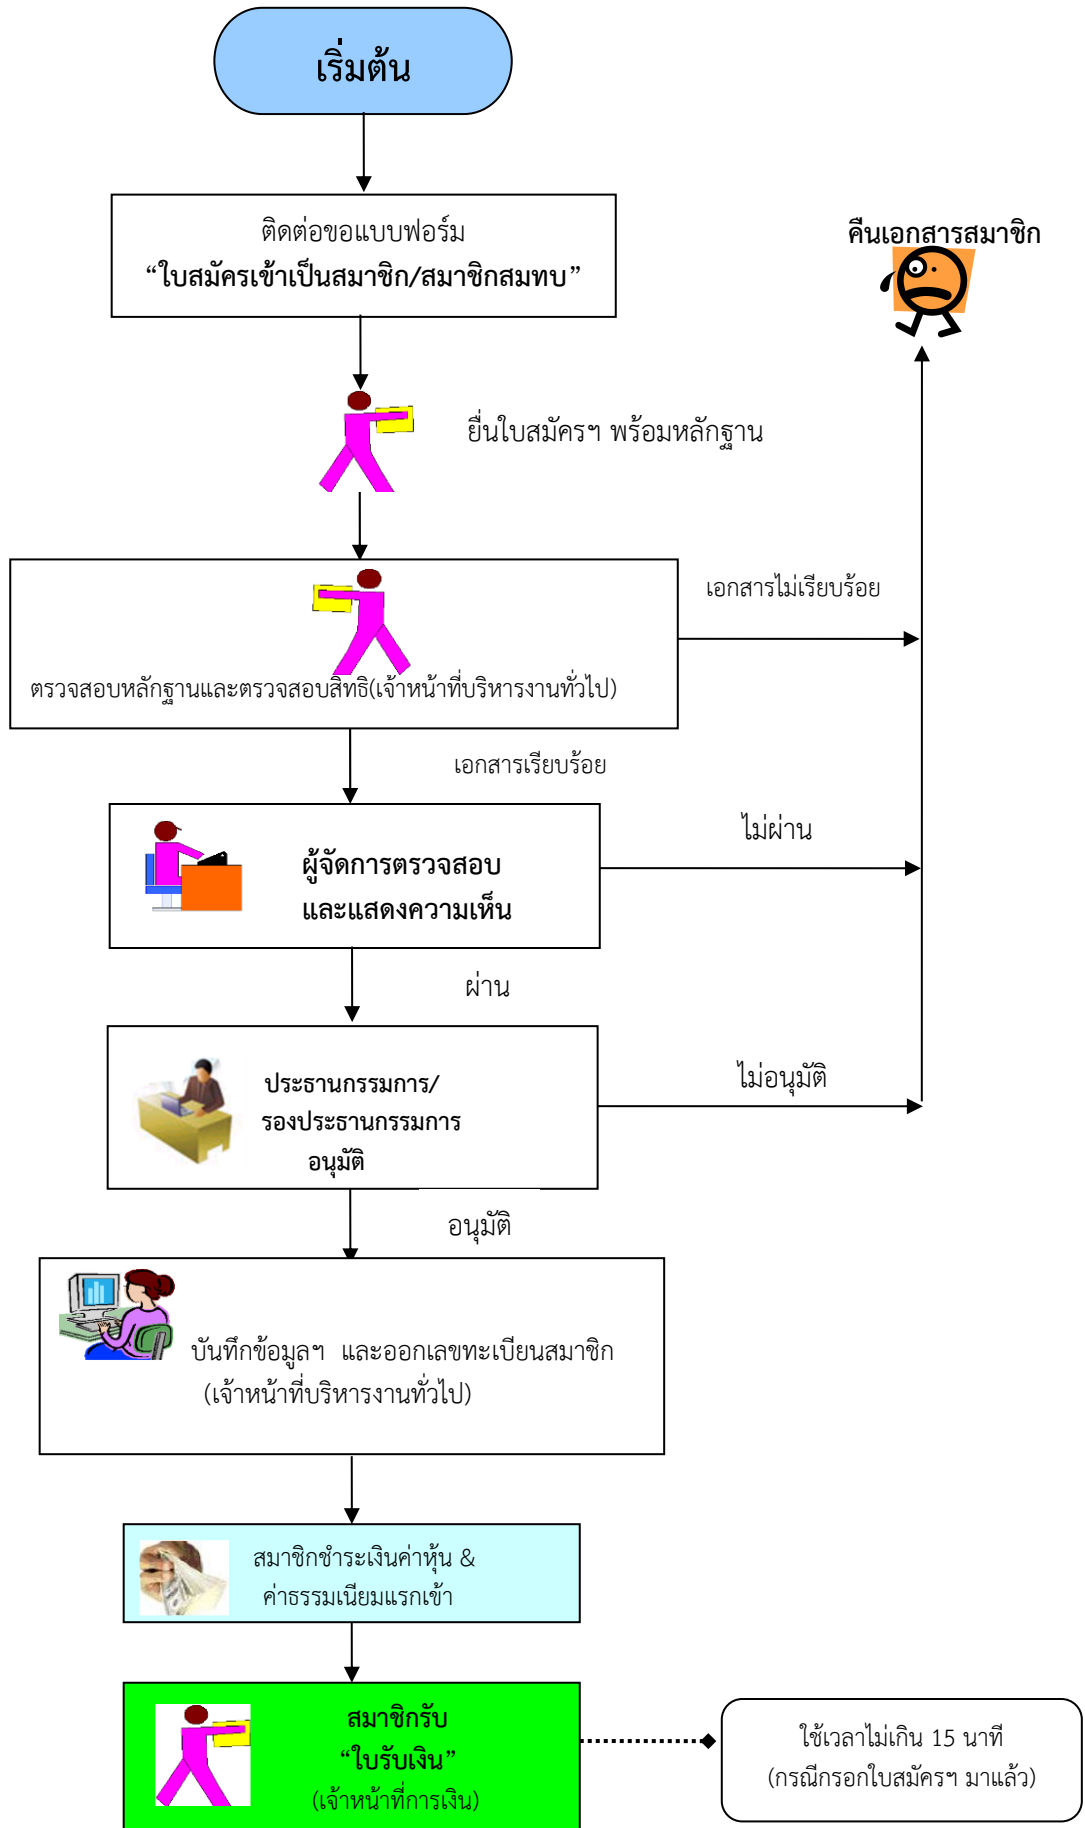 เริ่มต้น
ติดต่อขอแบบฟอร์ม
“ใบสมัครเข้าเป็นสมาชิก/สมาชิกสมทบ”
คืนเอกสารสมาชิก
ยื่นใบสมัครฯ พร้อมหลักฐาน
เอกสารไม่เรียบร้อย
ตรวจสอบหลักฐานและตรวจสอบสิทธิ(เจ้าหน้าที่บริหารงานทั่วไป)
เอกสารเรียบร้อย
ไม่ผ่าน
ผู้จัดการตรวจสอบ
และแสดงความเห็น
ผ่าน
ไม่อนุมัติ
ประธานกรรมการ/
รองประธานกรรมการ
อนุมัติ
อนุมัติ
บันทึกข้อมูลฯ และออกเลขทะเบียนสมาชิก
(เจ้าหน้าที่บริหารงานทั่วไป)
สมาชิกชำระเงินค่าหุ้น &
ค่าธรรมเนียมแรกเข้า
สมาชิกรับ
“ใบรับเงิน”
(เจ้าหน้าที่การเงิน)
ใช้เวลาไม่เกิน 15 นาที
(กรณีกรอกใบสมัครฯ มาแล้ว)